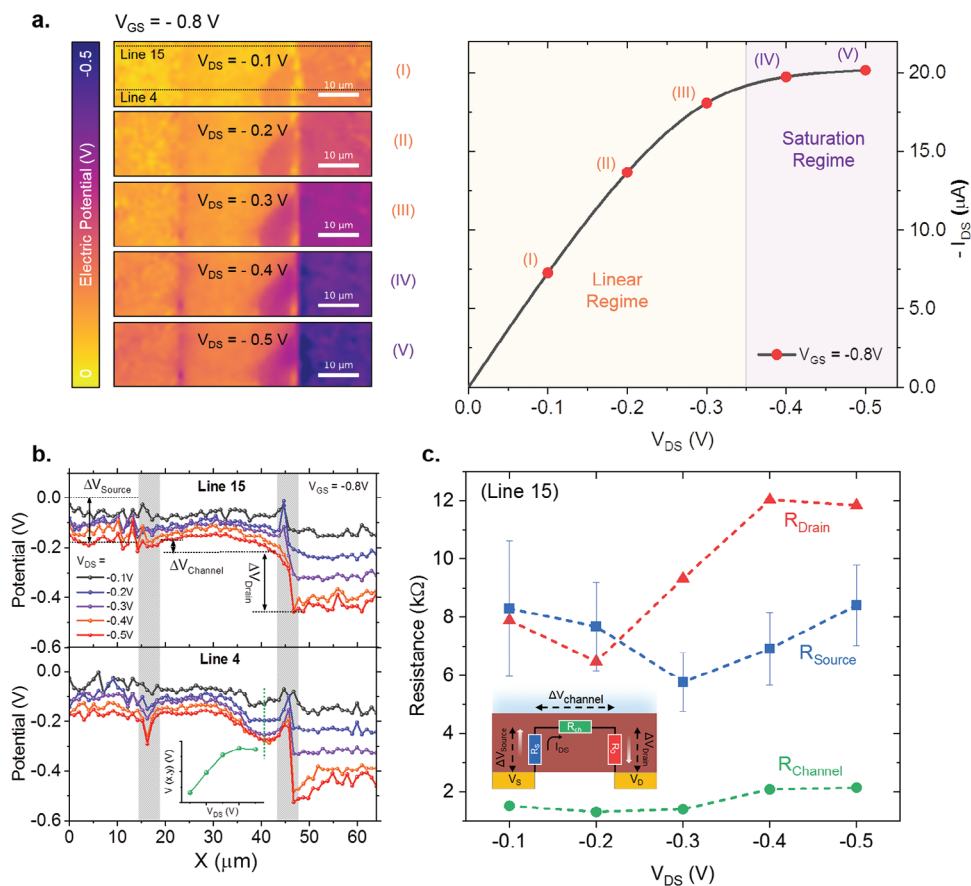 a.
V_GS = - 0.8 V
-0.5
Electric Potential (V)
0
Line 15
Line 4
V_DS = - 0.1 V
10 μm
(I)
V_DS = - 0.2 V
10 μm
(II)
V_DS = - 0.3 V
10 μm
(III)
V_DS = - 0.4 V
10 μm
(IV)
V_DS = - 0.5 V
10 μm
(V)
(I)
(II)
(III)
(IV)
(V)
Linear
Regime
Saturation
Regime
V_GS = -0.8V
20.0
15.0
10.0
5.0
0.0
- I_DS (μA)
0.0 -0.1 -0.2 -0.3 -0.4 -0.5
V_DS (V)
b.
ΔV_Source
Line 15
V_GS = -0.8V
ΔV_Channel
ΔV_Drain
V_DS =
-0.1V
-0.2V
-0.3V
-0.4V
-0.5V
0.0
-0.2
-0.4
-0.6
Potential (V)
Line 4
V (x,y) (V)
V_DS (V)
0.0
-0.2
-0.4
-0.6
Potential (V)
0 10 20 30 40 50 60
X (μm)
c.
(Line 15)
R_Drain
R_Source
R_Channel
ΔV_channel
ΔV_Source
R_S
R_ch
I_DS
R_D
ΔV_Drain
V_S
V_D
12
10
8
6
4
2
Resistance (kΩ)
-0.1 -0.2 -0.3 -0.4 -0.5
V_DS (V)